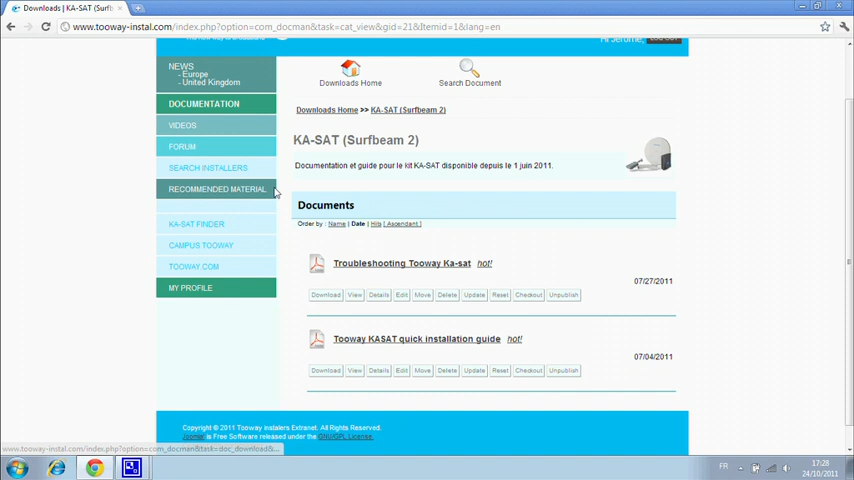 Downloads | KA-SAT (Surfb
www.tooway-instal.com/index.php?option=com_docman&task=cat_view&gid=21&Itemid=1&lang=en
Hi Jerome,
NEWS
- Europe
- United Kingdom
DOCUMENTATION
VIDEOS
FORUM
SEARCH INSTALLERS
RECOMMENDED MATERIAL
KA-SAT FINDER
CAMPUS TOOWAY
TOOWAY.COM
MY PROFILE
Downloads Home
Search Document
Downloads Home >> KA-SAT (Surfbeam 2)
KA-SAT (Surfbeam 2)
Documentation et guide pour le kit KA-SAT disponible depuis le 1 juin 2011.
Documents
Order by : Name | Date | Hits [ Ascendant ]
Troubleshooting Tooway Ka-sat hot!
07/27/2011
Download View Details Edit Move Delete Update Reset Checkout Unpublish
Tooway KASAT quick installation guide hot!
07/04/2011
Download View Details Edit Move Delete Update Reset Checkout Unpublish
Copyright © 2011 Tooway instalers Extranet. All Rights Reserved.
Joomla! is Free Software released under the GNU/GPL License.
www.tooway-instal.com/index.php?option=com_docman&task=doc_download&...
FR
17:28
24/10/2011